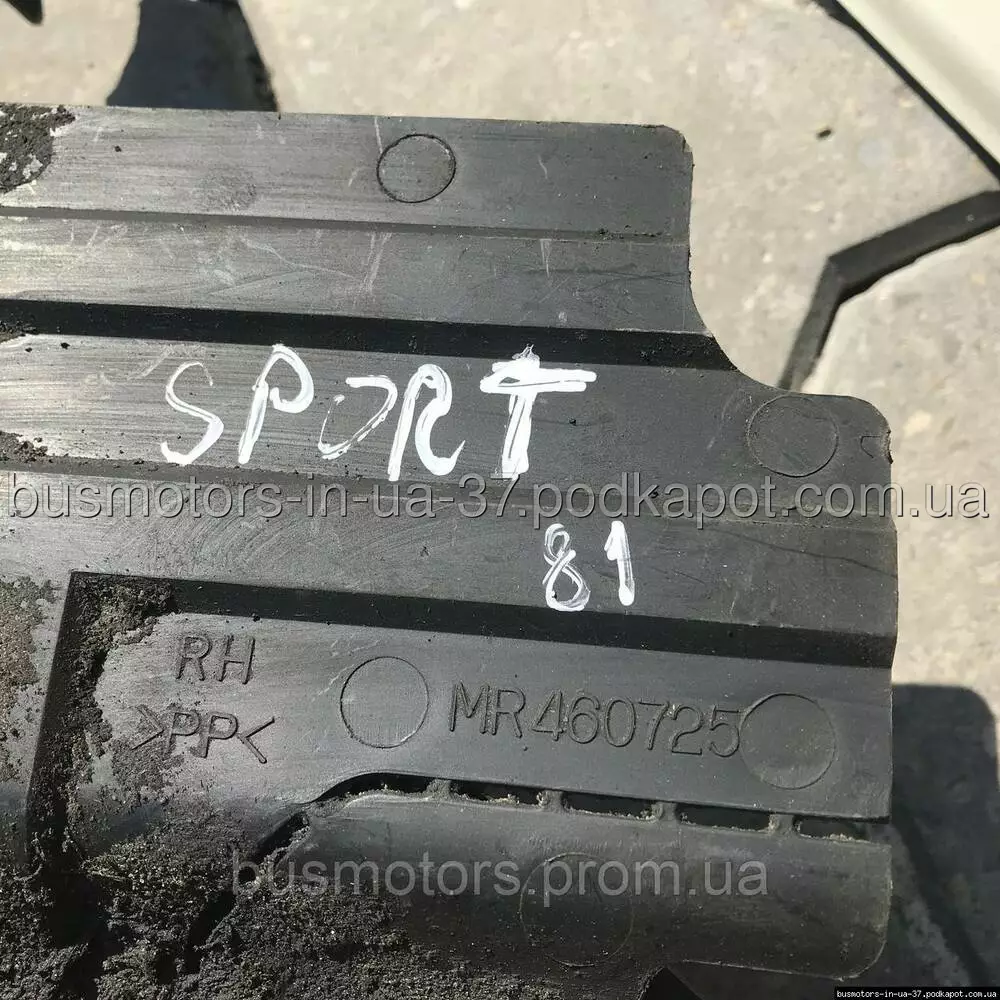 SPORT
busmotors-in-ua-37.podkapot.com.ua
81
RH
>PP<
MR460725
busmotors.prom.ua
busmotors-in-ua-37.podkapot.com.ua